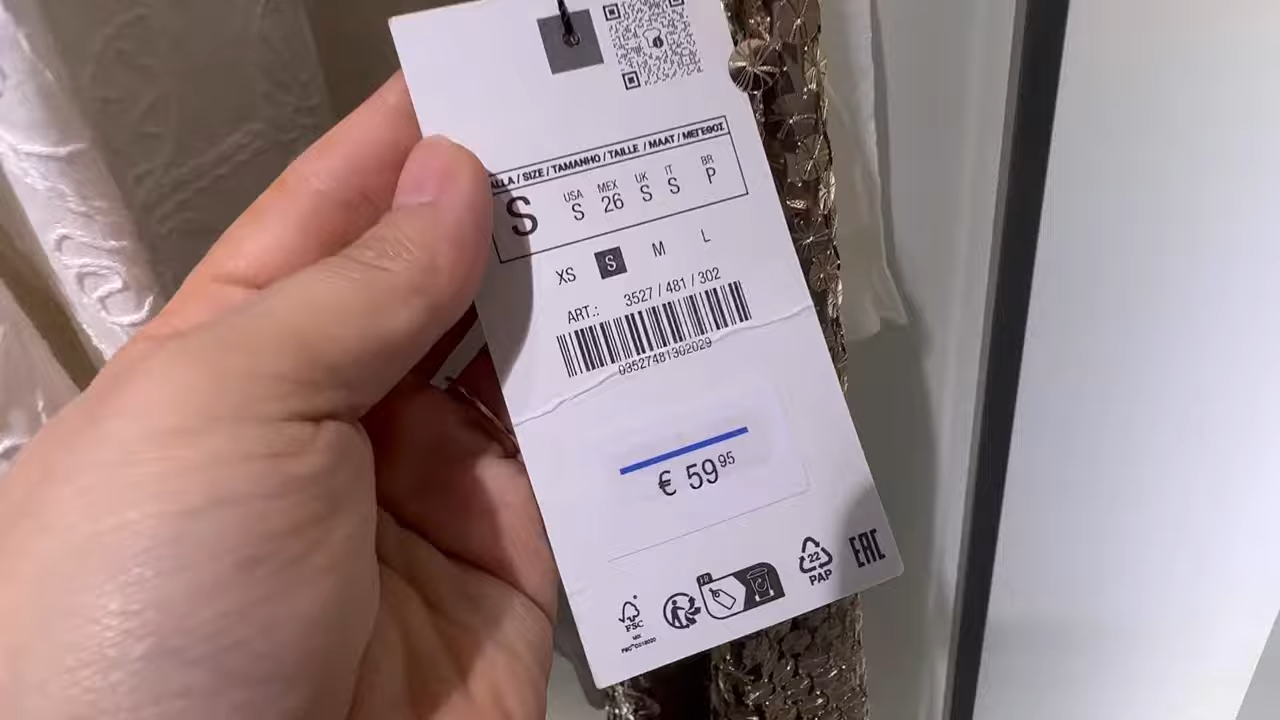 ALLA / SIZE / TAMANHO / TAILLE / MAAT / ΜΕΓΕΘΟΣ
S
USA MEX UK IT BR
S 26 S S P
XS S M L
ART.: 3527 / 481 / 302
03527481302029
€ 59 95
FR
22
PAP
EAC
FSC
MIX